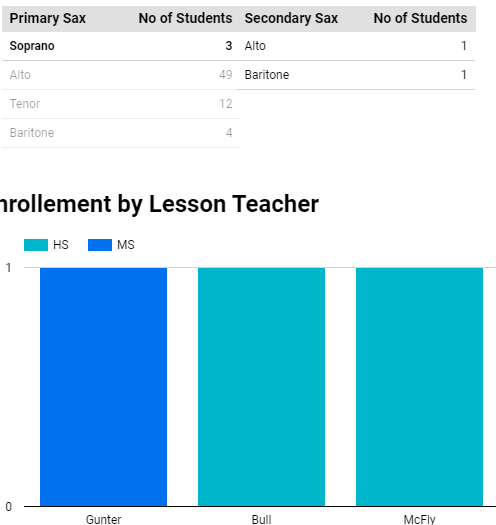 Primary Sax No of Students Secondary Sax No of Students
Soprano 3 Alto 1
Alto 49 Baritone 1
Tenor 12
Baritone 4
nrollement by Lesson Teacher
HS MS
1
0
Gunter Bull McFly